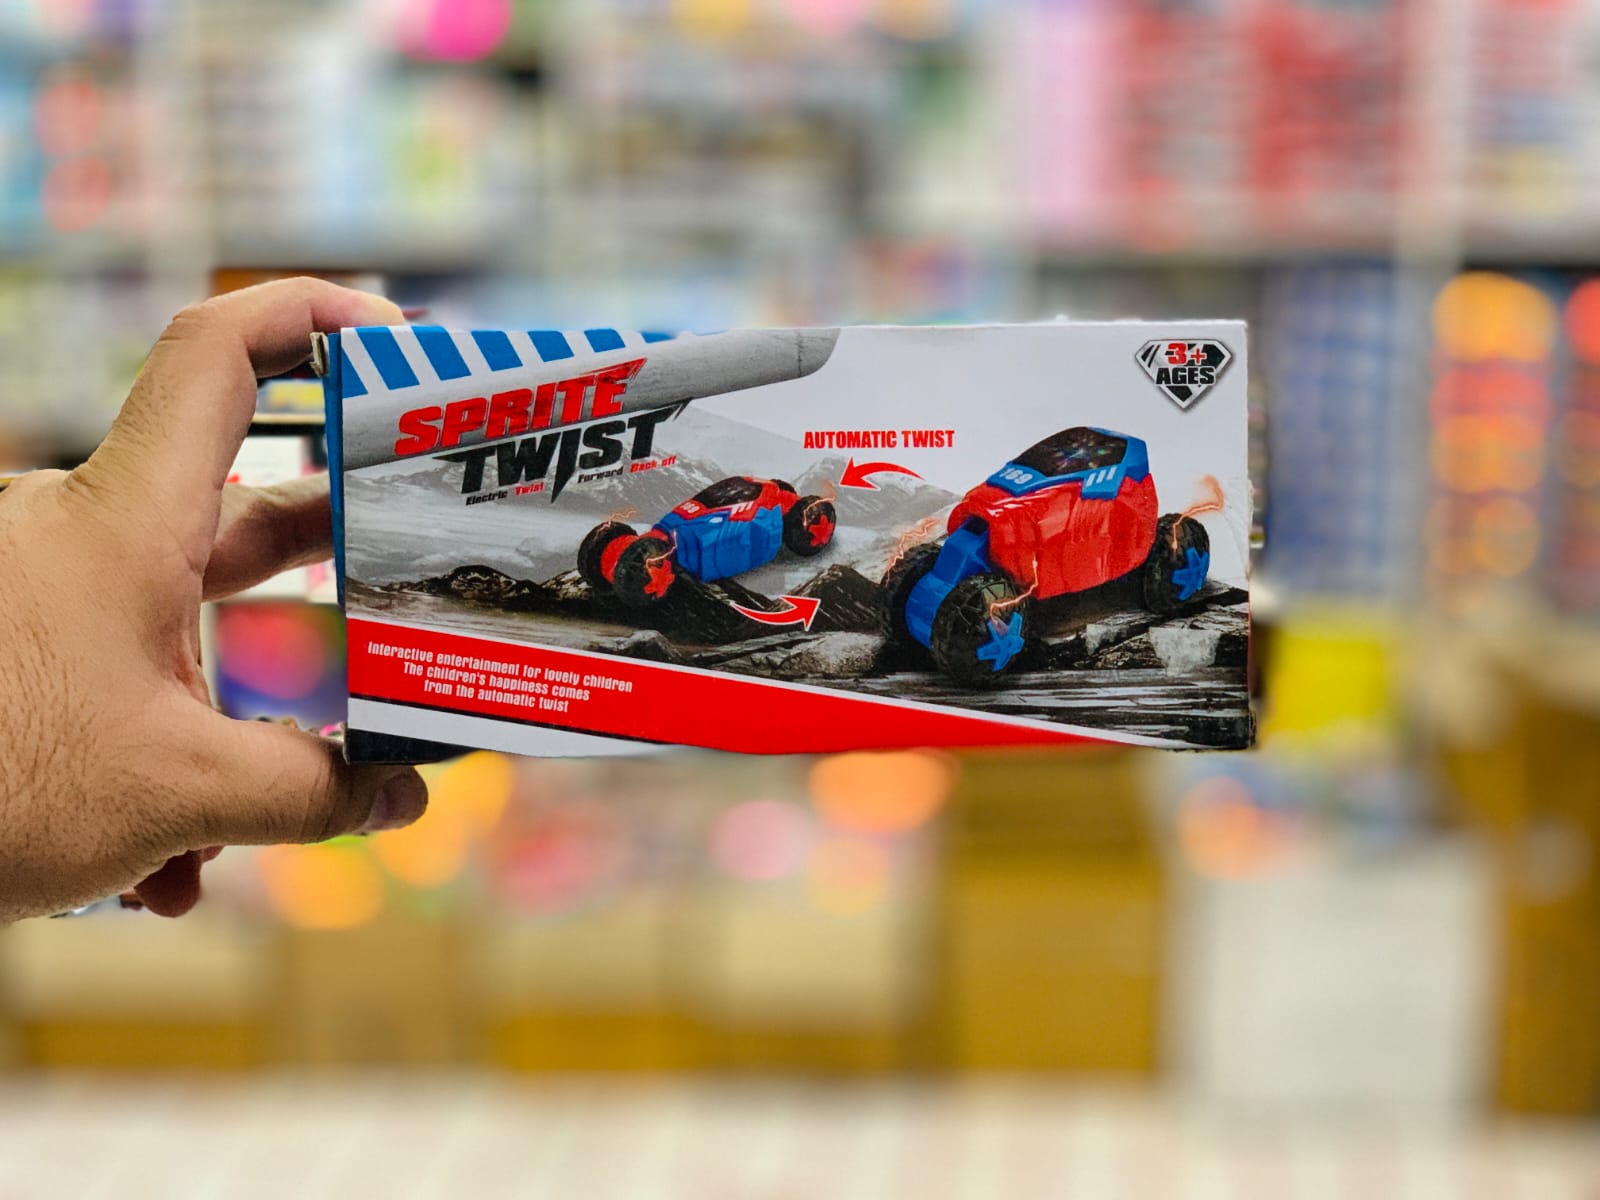 SPRITE
TWIST
Electric Twist Forward Back off
3+
AGES
AUTOMATIC TWIST
169
Interactive entertainment for lovely children
The children's happiness comes
from the automatic twist